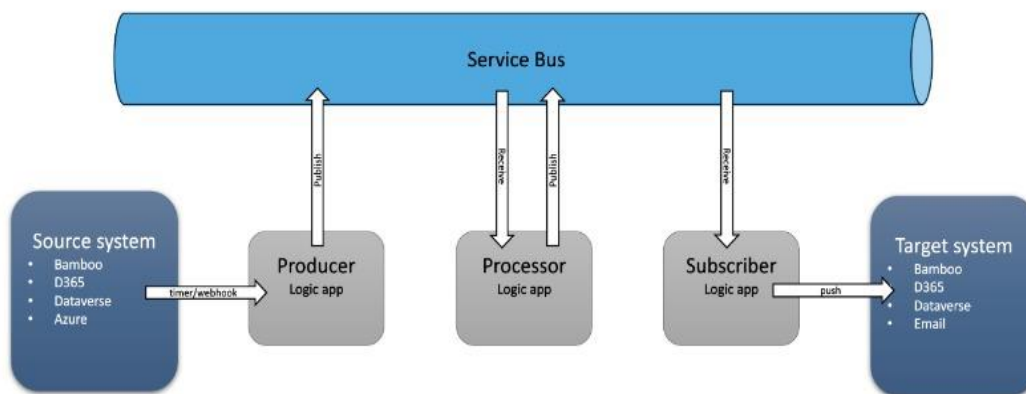 Service Bus
Publish
Receive
Publish
Receive
Source system
• Bamboo
• D365
• Dataverse
• Azure
timer/webhook
Producer
Logic app
Processor
Logic app
Subscriber
Logic app
push
Target system
• Bamboo
• D365
• Dataverse
• Email